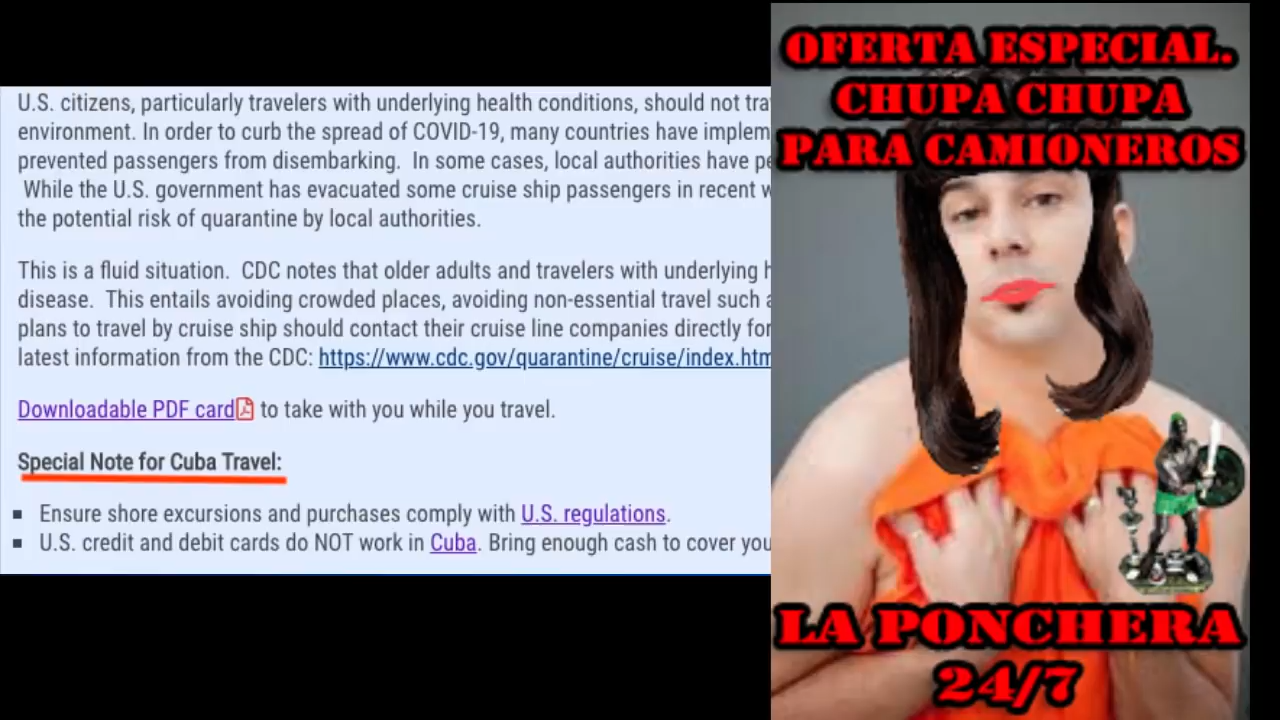 U.S. citizens, particularly travelers with underlying health conditions, should not
environment. In order to curb the spread of COVID-19, many countries have
prevented passengers from disembarking. In some cases, local authorities have
While the U.S. government has evacuated some cruise ship passengers in recent
the potential risk of quarantine by local authorities.
This is a fluid situation. CDC notes that older adults and travelers with underlying
disease. This entails avoiding crowded places, avoiding non-essential travel such
plans to travel by cruise ship should contact their cruise line companies directly for
latest information from the CDC: https://www.cdc.gov/quarantine/cruise/index.htm
Downloadable PDF card to take with you while you travel.
Special Note for Cuba Travel:
Ensure shore excursions and purchases comply with U.S. regulations.
U.S. credit and debit cards do NOT work in Cuba. Bring enough cash to cover
OFERTA ESPECIAL.
CHUPA CHUPA
PARA CAMIONEROS
LA PONCHERA
24/7